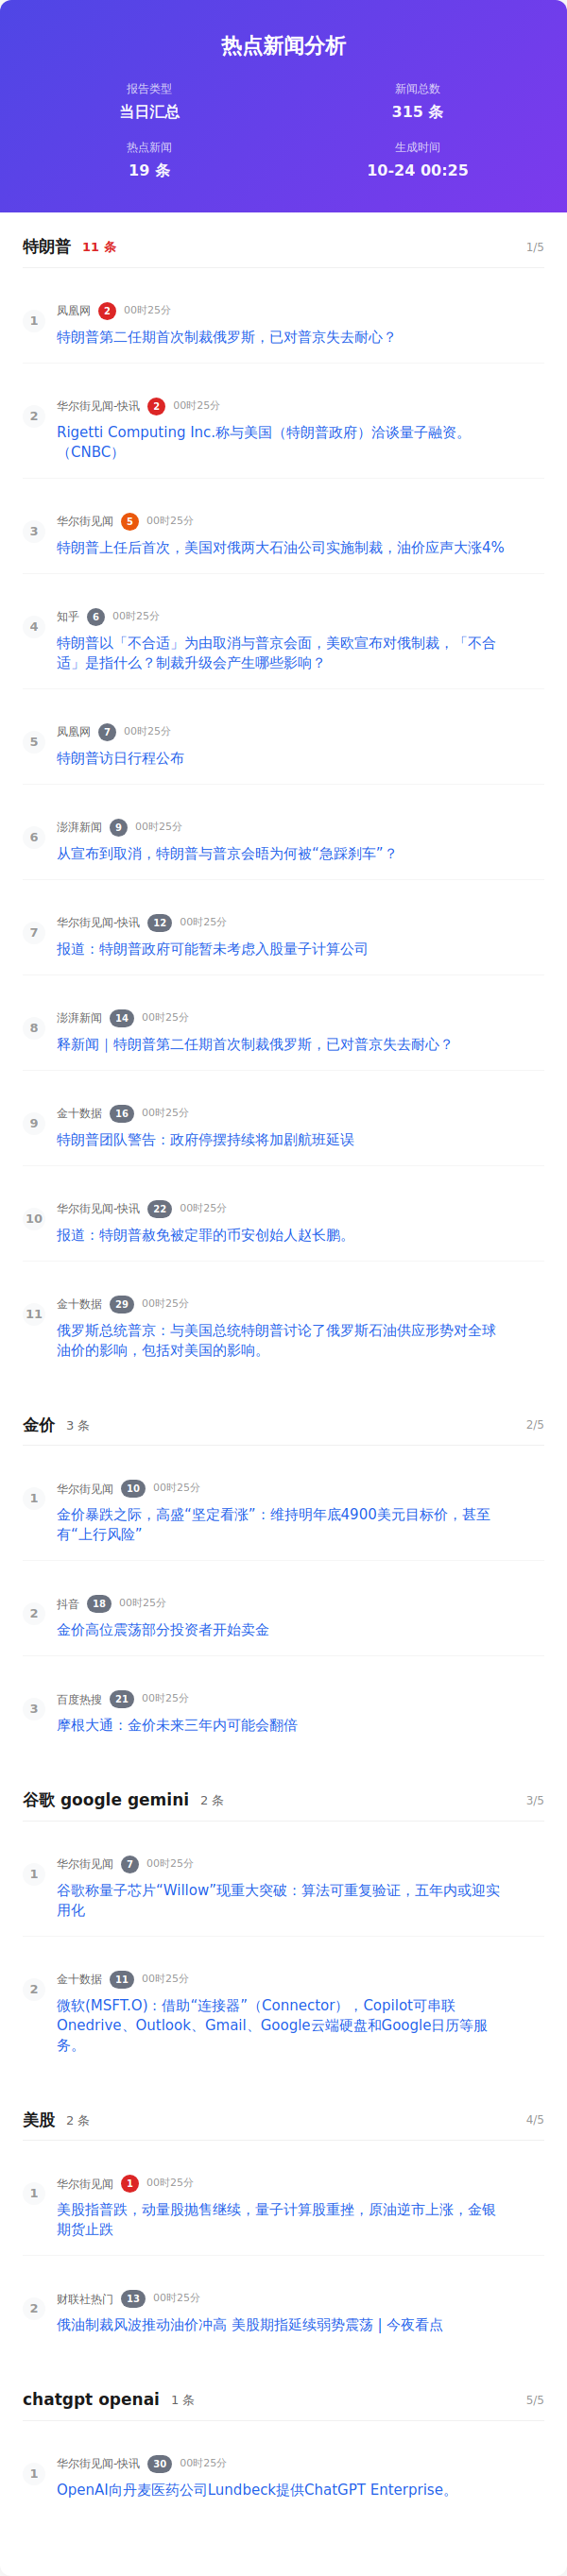 热点新闻分析
报告类型
当日汇总
新闻总数
315 条
热点新闻
19 条
生成时间
10-24 00:25
特朗普 11 条 1/5
1
凤凰网 2 00时25分
特朗普第二任期首次制裁俄罗斯，已对普京失去耐心？
2
华尔街见闻-快讯 2 00时25分
Rigetti Computing Inc.称与美国（特朗普政府）洽谈量子融资。
（CNBC）
3
华尔街见闻 5 00时25分
特朗普上任后首次，美国对俄两大石油公司实施制裁，油价应声大涨4%
4
知乎 6 00时25分
特朗普以「不合适」为由取消与普京会面，美欧宣布对俄制裁，「不合
适」是指什么？制裁升级会产生哪些影响？
5
凤凰网 7 00时25分
特朗普访日行程公布
6
澎湃新闻 9 00时25分
从宣布到取消，特朗普与普京会晤为何被“急踩刹车”？
7
华尔街见闻-快讯 12 00时25分
报道：特朗普政府可能暂未考虑入股量子计算公司
8
澎湃新闻 14 00时25分
释新闻｜特朗普第二任期首次制裁俄罗斯，已对普京失去耐心？
9
金十数据 16 00时25分
特朗普团队警告：政府停摆持续将加剧航班延误
10
华尔街见闻-快讯 22 00时25分
报道：特朗普赦免被定罪的币安创始人赵长鹏。
11
金十数据 29 00时25分
俄罗斯总统普京：与美国总统特朗普讨论了俄罗斯石油供应形势对全球
油价的影响，包括对美国的影响。
金价 3 条 2/5
1
华尔街见闻 10 00时25分
金价暴跌之际，高盛“坚定看涨”：维持明年底4900美元目标价，甚至
有“上行风险”
2
抖音 18 00时25分
金价高位震荡部分投资者开始卖金
3
百度热搜 21 00时25分
摩根大通：金价未来三年内可能会翻倍
谷歌 google gemini 2 条 3/5
1
华尔街见闻 7 00时25分
谷歌称量子芯片“Willow”现重大突破：算法可重复验证，五年内或迎实
用化
2
金十数据 11 00时25分
微软(MSFT.O)：借助“连接器”（Connector），Copilot可串联
Onedrive、Outlook、Gmail、Google云端硬盘和Google日历等服
务。
美股 2 条 4/5
1
华尔街见闻 1 00时25分
美股指普跌，动量股抛售继续，量子计算股重挫，原油逆市上涨，金银
期货止跌
2
财联社热门 13 00时25分
俄油制裁风波推动油价冲高 美股期指延续弱势震荡 | 今夜看点
chatgpt openai 1 条 5/5
1
华尔街见闻-快讯 30 00时25分
OpenAI向丹麦医药公司Lundbeck提供ChatGPT Enterprise。